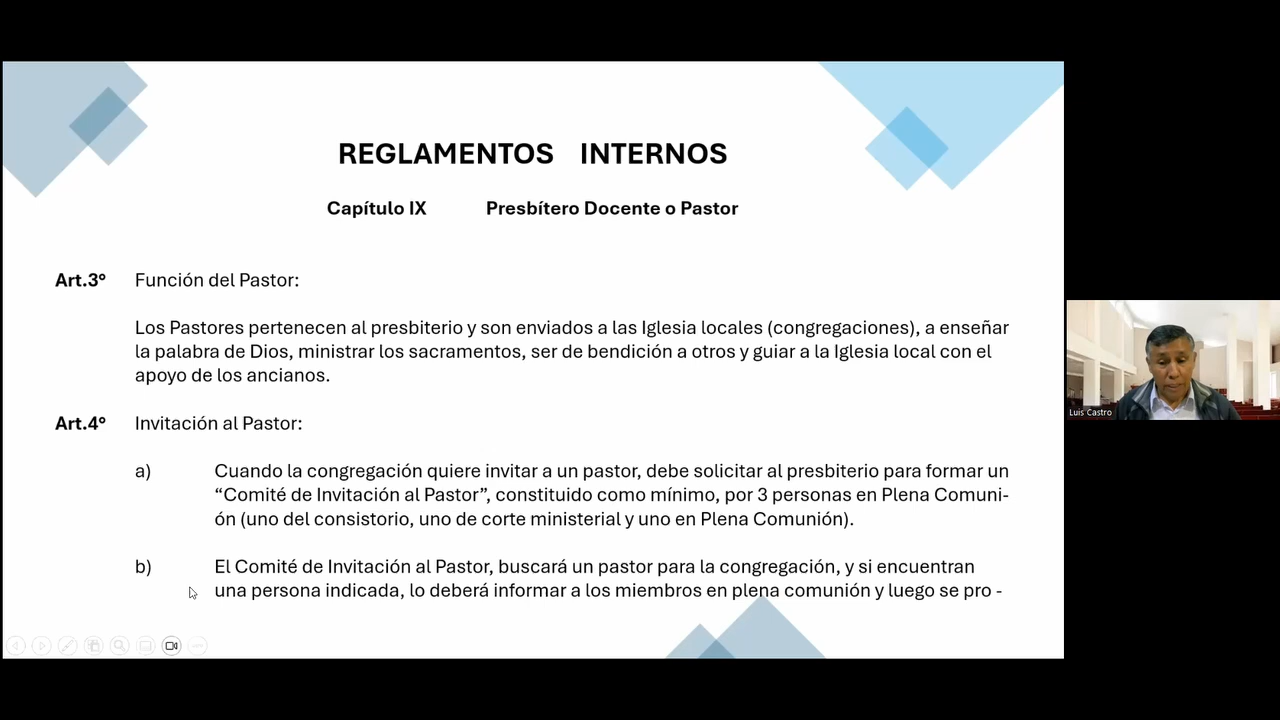 REGLAMENTOS INTERNOS
Capítulo IX Presbítero Docente o Pastor
Art.3° Función del Pastor:
Los Pastores pertenecen al presbiterio y son enviados a las Iglesia locales (congregaciones), a enseñar
la palabra de Dios, ministrar los sacramentos, ser de bendición a otros y guiar a la Iglesia local con el
apoyo de los ancianos.
Art.4° Invitación al Pastor:
a) Cuando la congregación quiere invitar a un pastor, debe solicitar al presbiterio para formar un
“Comité de Invitación al Pastor”, constituido como mínimo, por 3 personas en Plena Comuni-
ón (uno del consistorio, uno de corte ministerial y uno en Plena Comunión).
b) El Comité de Invitación al Pastor, buscará un pastor para la congregación, y si encuentran
una persona indicada, lo deberá informar a los miembros en plena comunión y luego se pro -
Luis Castro